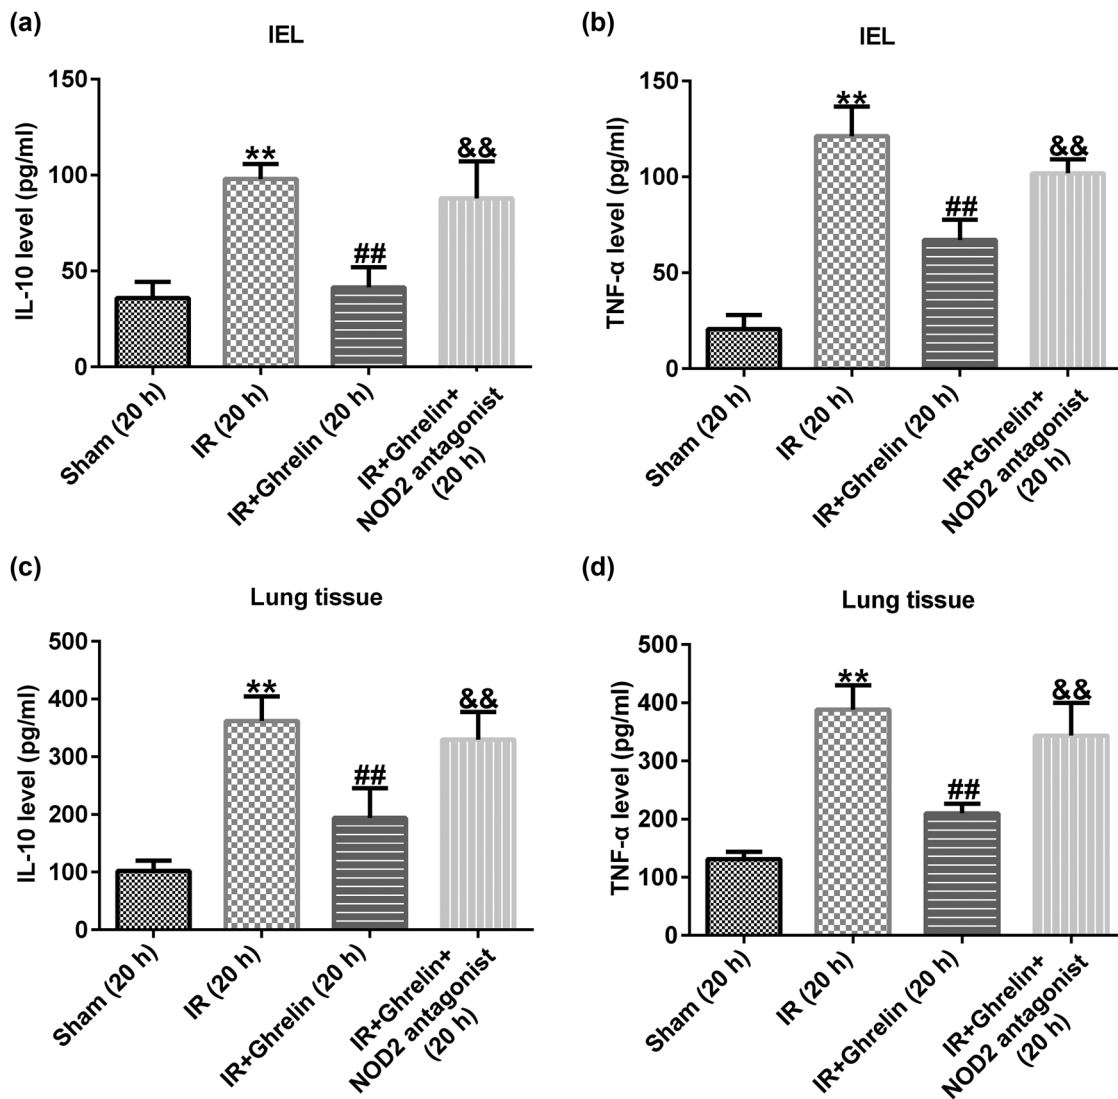 (a)
IEL
IL-10 level (pg/ml)
150
100
50
0
**
##
&&
Sham (20 h)
IR (20 h)
IR+Ghrelin (20 h)
IR+Ghrelin+
NOD2 antagonist
(20 h)
(b)
IEL
TNF-α level (pg/ml)
150
100
50
0
**
##
&&
Sham (20 h)
IR (20 h)
IR+Ghrelin (20 h)
IR+Ghrelin+
NOD2 antagonist
(20 h)
(c)
Lung tissue
IL-10 level (pg/ml)
500
400
300
200
100
0
**
##
&&
Sham (20 h)
IR (20 h)
IR+Ghrelin (20 h)
IR+Ghrelin+
NOD2 antagonist
(20 h)
(d)
Lung tissue
TNF-α level (pg/ml)
500
400
300
200
100
0
**
##
&&
Sham (20 h)
IR (20 h)
IR+Ghrelin (20 h)
IR+Ghrelin+
NOD2 antagonist
(20 h)